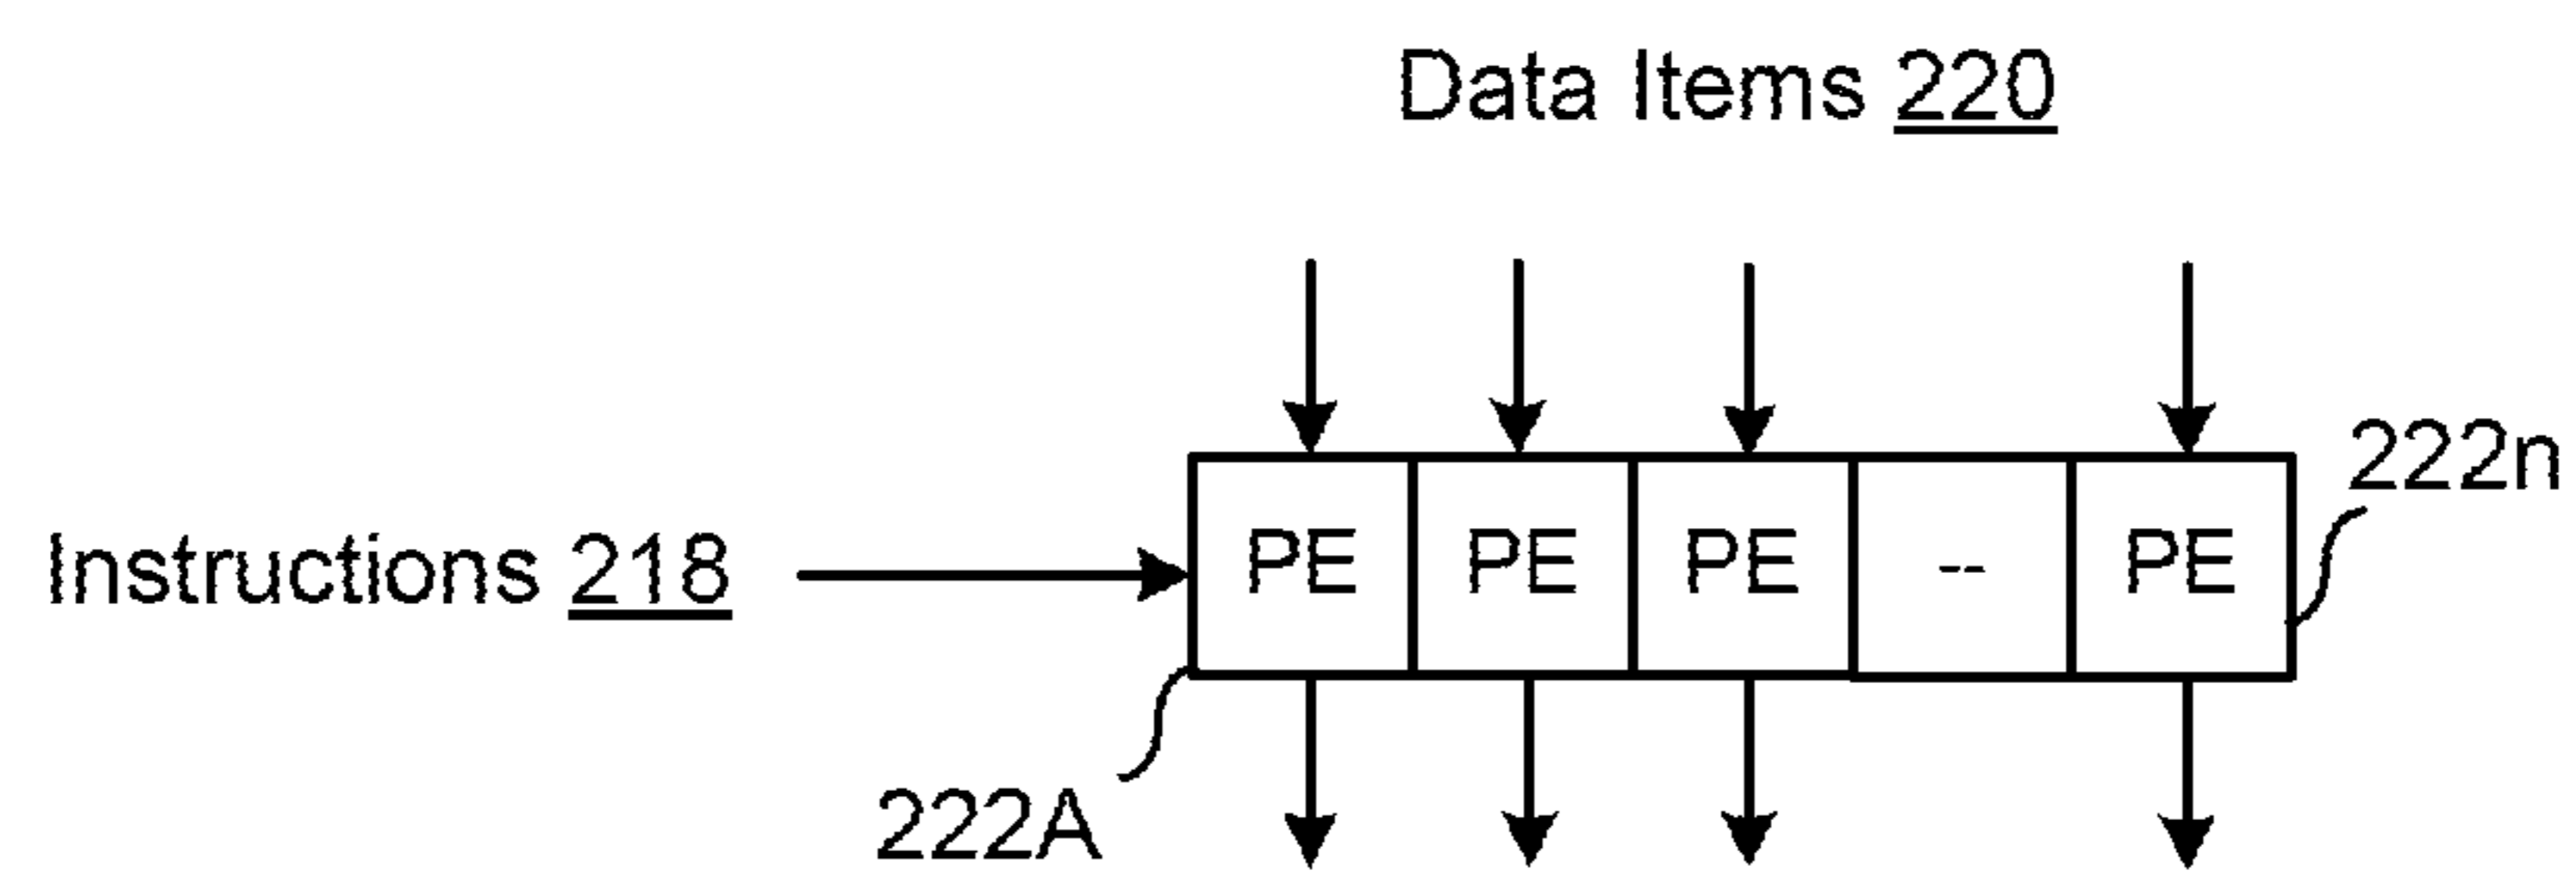 Data Items 220
222n
Instructions 218
PE PE PE -- PE
222A